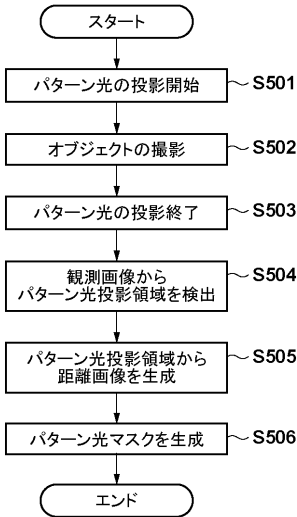 スタート
パターン光の投影開始
S501
オブジェクトの撮影
S502
パターン光の投影終了
S503
観測画像から
パターン光投影領域を検出
S504
パターン光投影領域から
距離画像を生成
S505
パターン光マスクを生成
S506
エンド